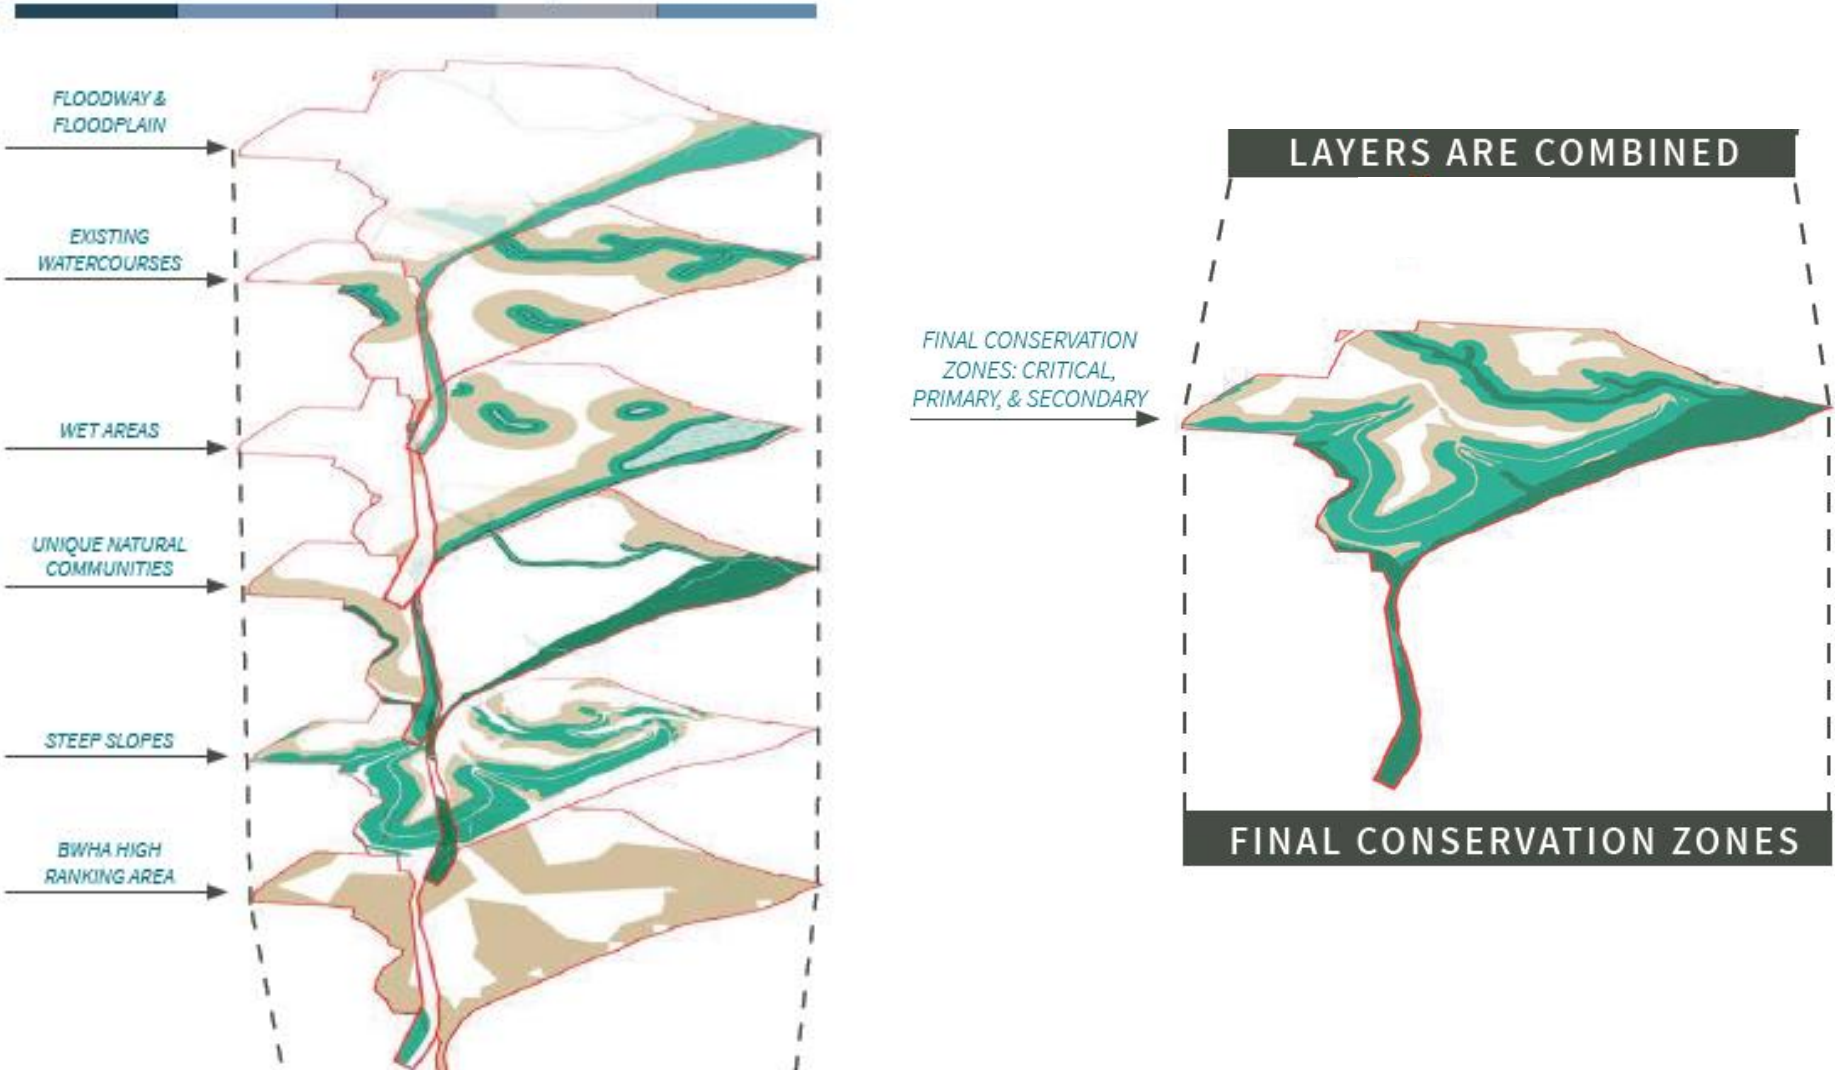 FLOODWAY &
FLOODPLAIN
EXISTING
WATERCOURSES
WET AREAS
UNIQUE NATURAL
COMMUNITIES
STEEP SLOPES
BWHA HIGH
RANKING AREA
LAYERS ARE COMBINED
FINAL CONSERVATION
ZONES: CRITICAL,
PRIMARY, & SECONDARY
FINAL CONSERVATION ZONES